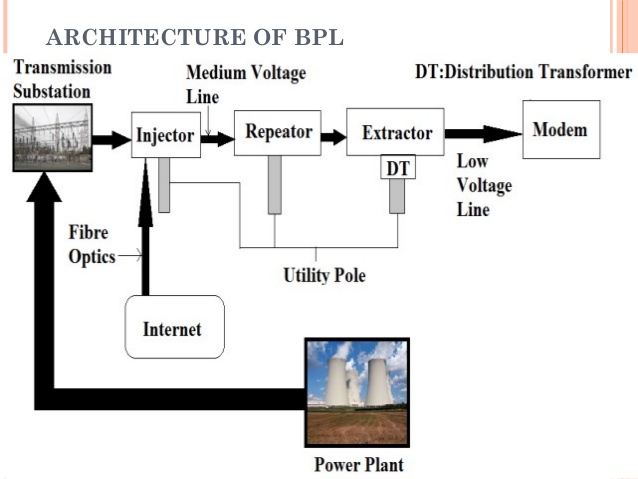 ARCHITECTURE OF BPL
Transmission
Substation
Medium Voltage
Line
DT:Distribution Transformer
Injector
Repeator
Extractor
Modem
DT
Low
Voltage
Line
Fibre
Optics
Utility Pole
Internet
Power Plant